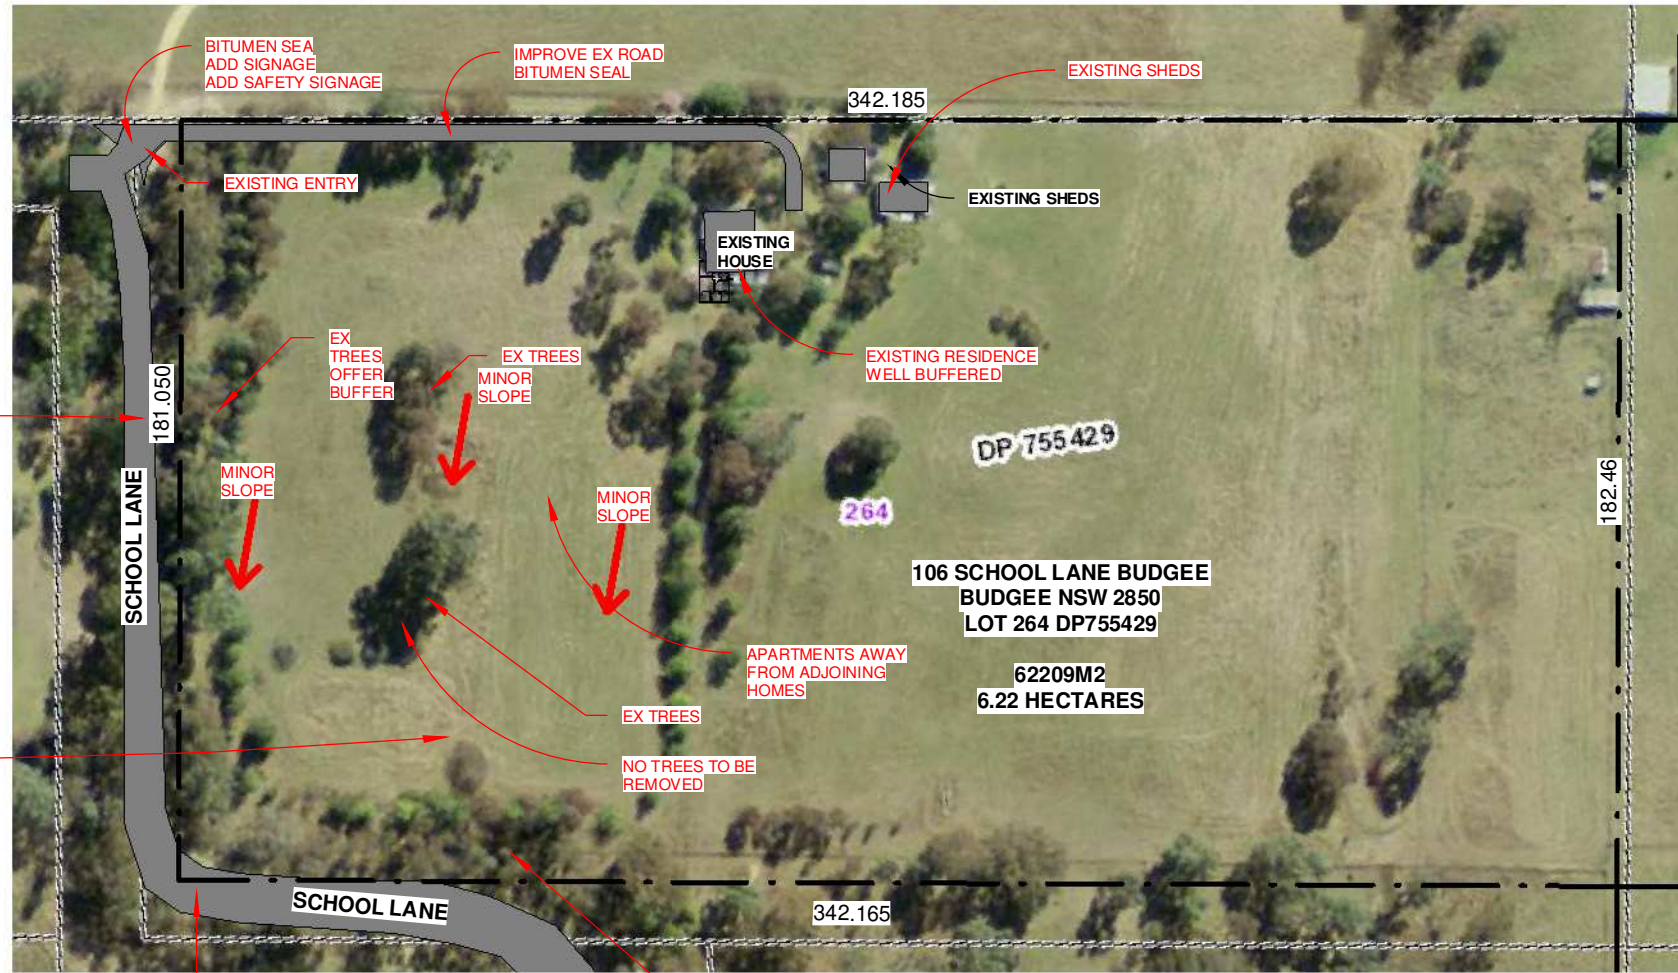 BITUMEN SEA
ADD SIGNAGE
ADD SAFETY SIGNAGE
IMPROVE EX ROAD
BITUMEN SEAL
EXISTING SHEDS
342.185
EXISTING ENTRY
EXISTING SHEDS
EXISTING
HOUSE
EX
TREES
OFFER
BUFFER
EX TREES
MINOR
SLOPE
EXISTING RESIDENCE
WELL BUFFERED
181.050
SCHOOL LANE
MINOR
SLOPE
MINOR
SLOPE
DP 755429
264
182.46
106 SCHOOL LANE BUDGEE
BUDGEE NSW 2850
LOT 264 DP755429
62209M2
6.22 HECTARES
APARTMENTS AWAY
FROM ADJOINING
HOMES
EX TREES
NO TREES TO BE
REMOVED
SCHOOL LANE
342.165